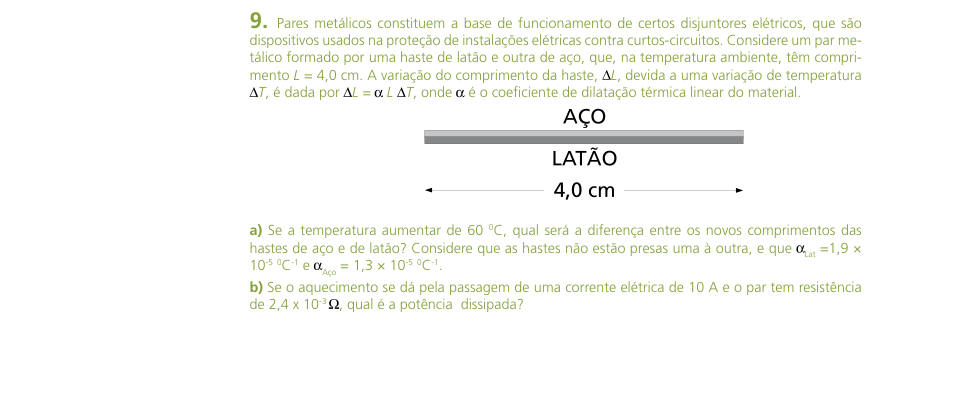 9. Pares metálicos constituem a base de funcionamento de certos disjuntores elétricos, que são
dispositivos usados na proteção de instalações elétricas contra curtos-circuitos. Considere um par me-
tálico formado por uma haste de latão e outra de aço, que, na temperatura ambiente, têm compri-
mento L = 4,0 cm. A variação do comprimento da haste, ΔL, devida a uma variação de temperatura
ΔT, é dada por ΔL = α L ΔT, onde α é o coeficiente de dilatação térmica linear do material.
AÇO
LATÃO
4,0 cm
a) Se a temperatura aumentar de 60 ⁰C, qual será a diferença entre os novos comprimentos das
hastes de aço e de latão? Considere que as hastes não estão presas uma à outra, e que α_Lat =1,9 ×
10⁻⁵ ⁰C⁻¹ e α_Aço = 1,3 × 10⁻⁵ ⁰C⁻¹.
b) Se o aquecimento se dá pela passagem de uma corrente elétrica de 10 A e o par tem resistência
de 2,4 x 10⁻³ Ω, qual é a potência dissipada?